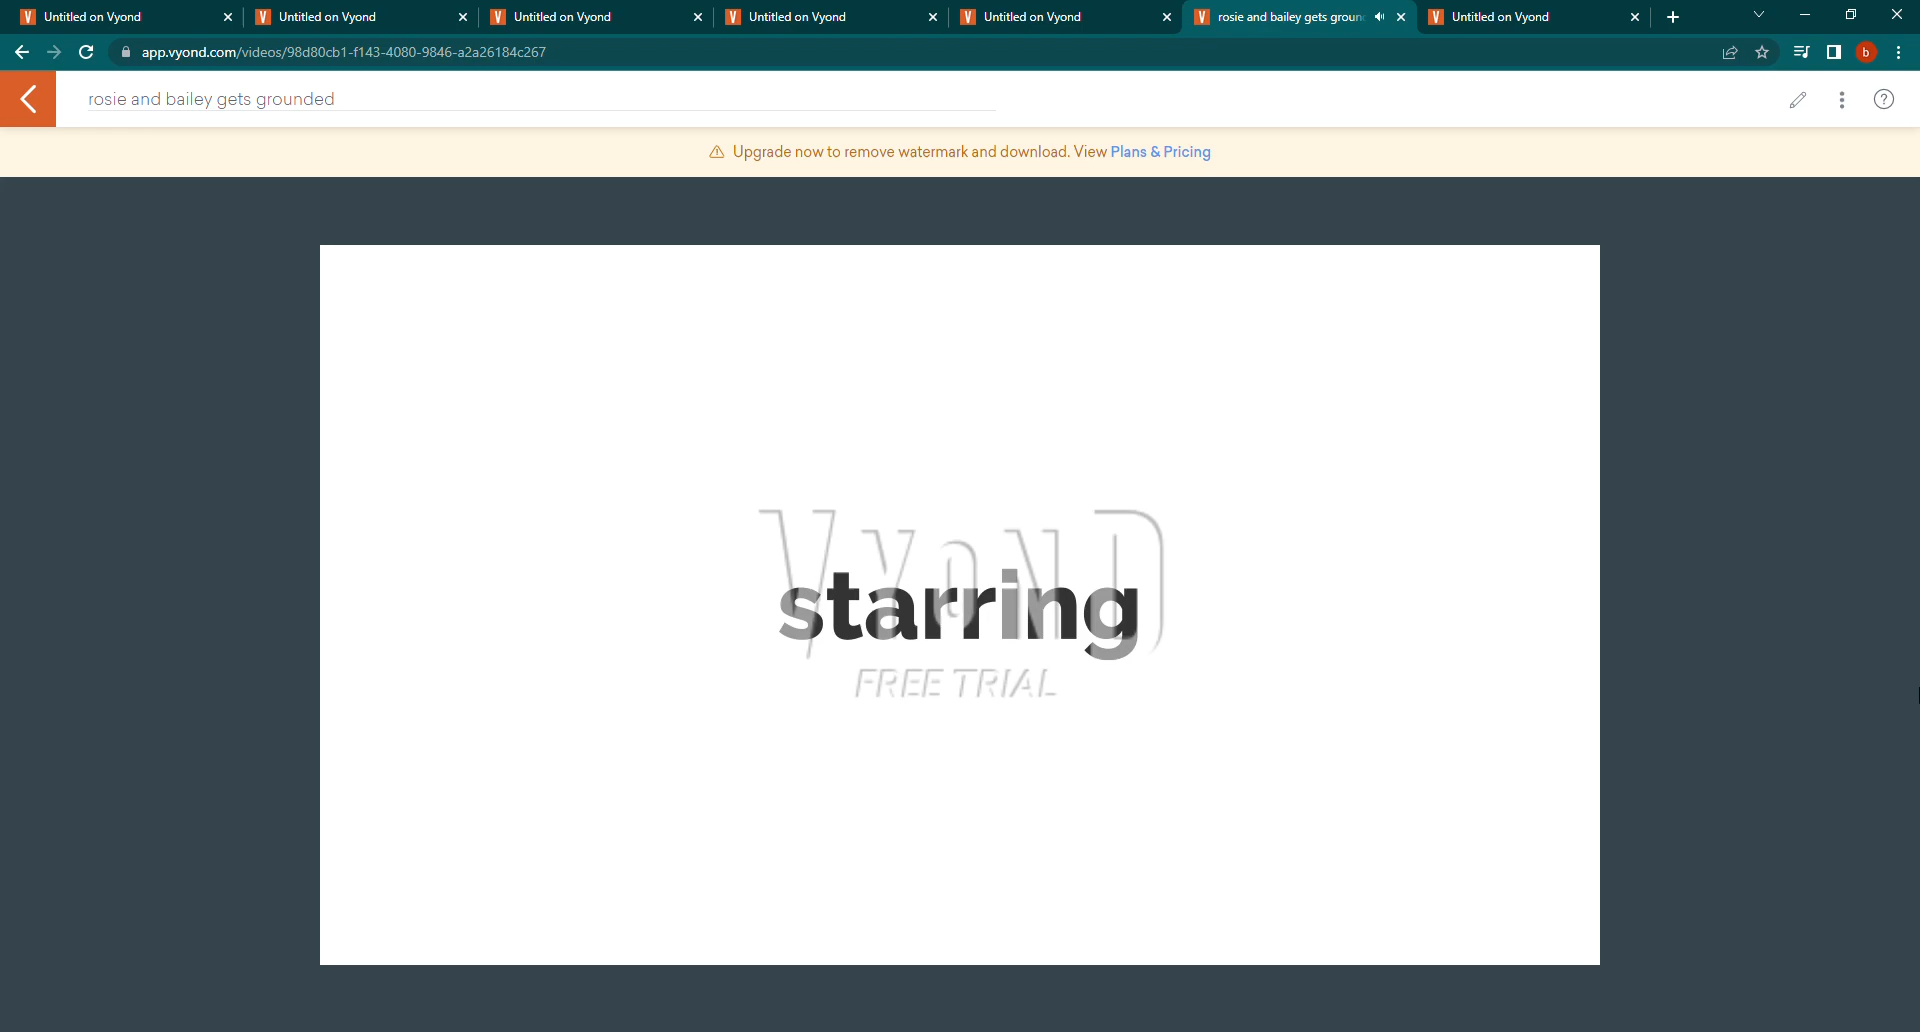 Untitled on Vyond
Untitled on Vyond
Untitled on Vyond
Untitled on Vyond
Untitled on Vyond
rosie and bailey gets groun
Untitled on Vyond
app.vyond.com/videos/98d80cb1-f143-4080-9846-a2a26184c267
b
rosie and bailey gets grounded
Upgrade now to remove watermark and download. View Plans & Pricing
VYOND
starring
FREE TRIAL